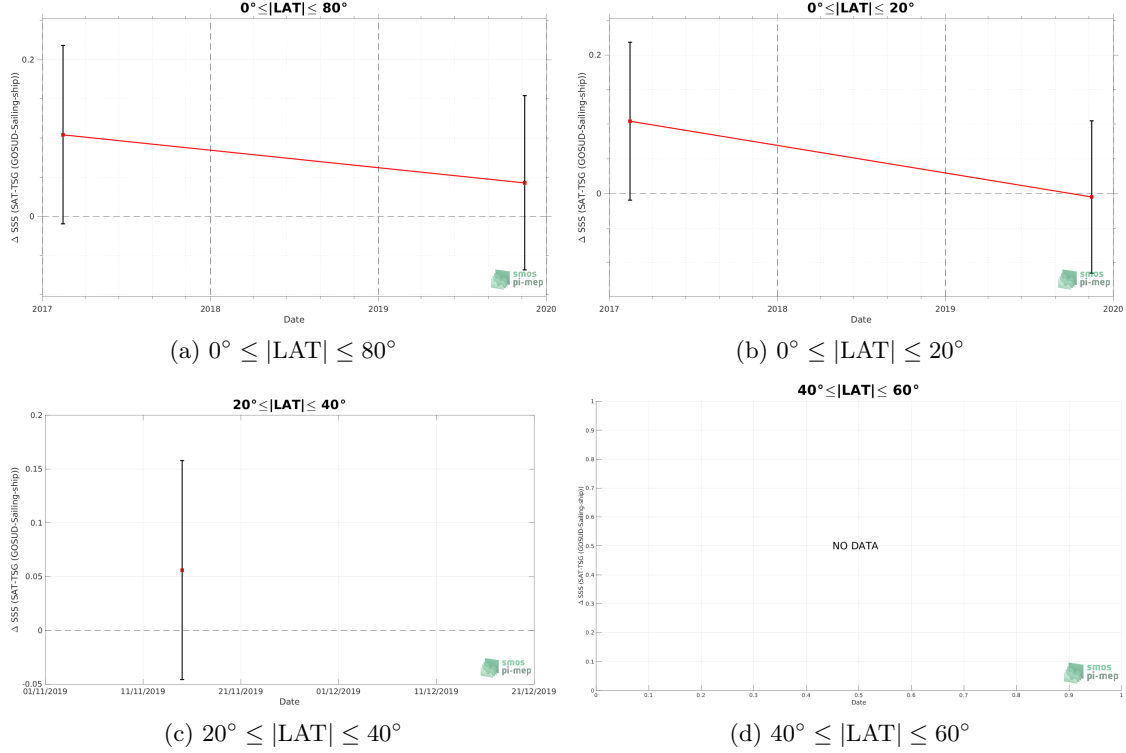 0°≤|LAT|≤ 80°
Δ SSS (SAT-TSG (GOSUD-Sailing-ship))
0.2
0
smos
pi-mep
2017 2018 2019 2020
Date
(a) 0° ≤ |LAT| ≤ 80°
0°≤|LAT|≤ 20°
Δ SSS (SAT-TSG (GOSUD-Sailing-ship))
0.2
0
smos
pi-mep
2017 2018 2019 2020
Date
(b) 0° ≤ |LAT| ≤ 20°
20°≤|LAT|≤ 40°
Δ SSS (SAT-TSG (GOSUD-Sailing-ship))
0.2
0.15
0.1
0.05
0
-0.05
smos
pi-mep
01/11/2019 11/11/2019 21/11/2019 01/12/2019 11/12/2019 21/12/2019
Date
(c) 20° ≤ |LAT| ≤ 40°
40°≤|LAT|≤ 60°
Δ SSS (SAT-TSG (GOSUD-Sailing-ship))
1
0.9
0.8
0.7
0.6
0.5
0.4
0.3
0.2
0.1
0
NO DATA
smos
pi-mep
0 0.1 0.2 0.3 0.4 0.5 0.6 0.7 0.8 0.9 1
Date
(d) 40° ≤ |LAT| ≤ 60°